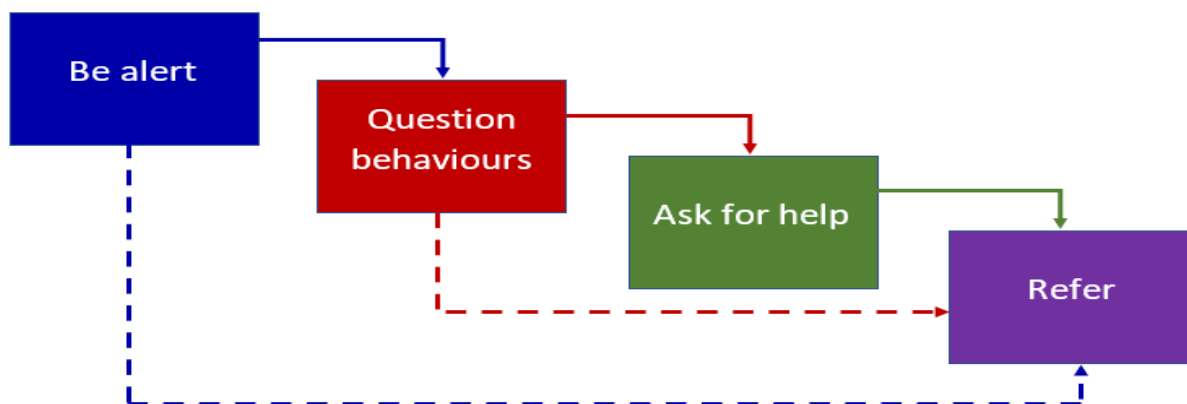 Be alert
Question
behaviours
Ask for help
Refer